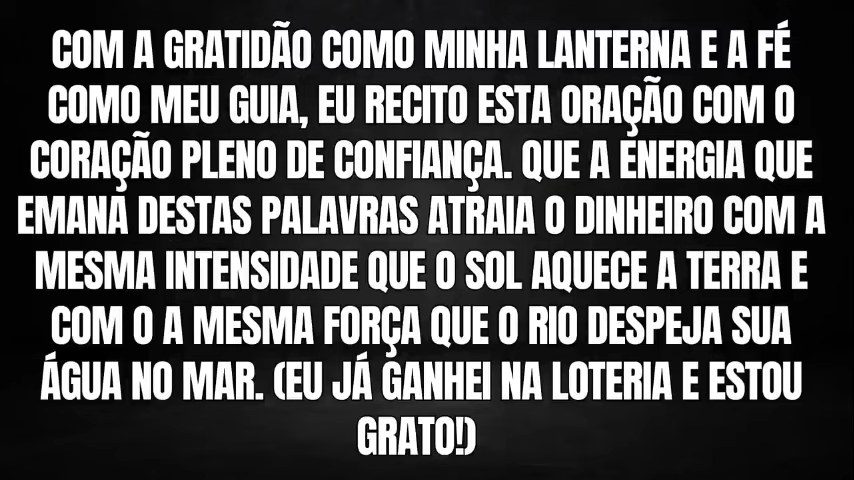 COM A GRATIDÃO COMO MINHA LANTERNA E A FÉ
COMO MEU GUIA, EU RECITO ESTA ORAÇÃO COM O
CORAÇÃO PLENO DE CONFIANÇA. QUE A ENERGIA QUE
EMANA DESTAS PALAVRAS ATRAIA O DINHEIRO COM A
MESMA INTENSIDADE QUE O SOL AQUECE A TERRA E
COM O A MESMA FORÇA QUE O RIO DESPEJA SUA
ÁGUA NO MAR. (EU JÁ GANHEI NA LOTERIA E ESTOU
GRATO!)